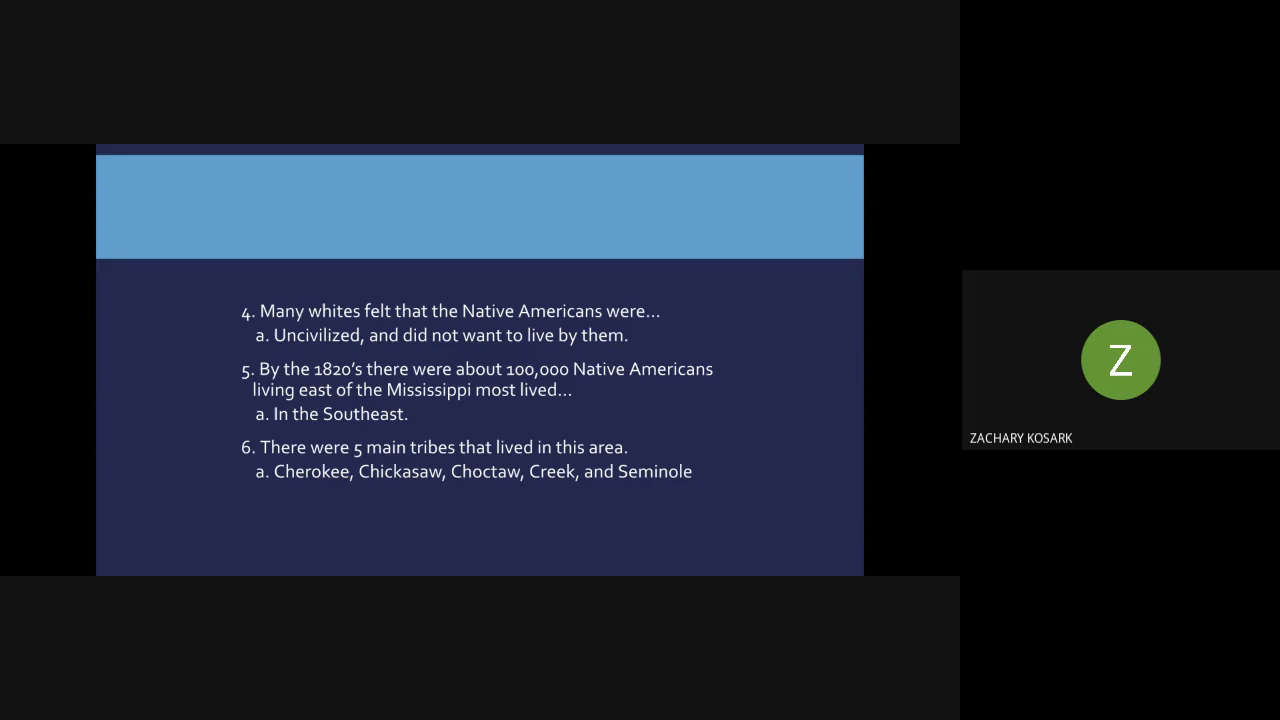 4. Many whites felt that the Native Americans were...
a. Uncivilized, and did not want to live by them.
5. By the 1820's there were about 100,000 Native Americans
living east of the Mississippi most lived...
a. In the Southeast.
6. There were 5 main tribes that lived in this area.
a. Cherokee, Chickasaw, Choctaw, Creek, and Seminole
Z
ZACHARY KOSARK